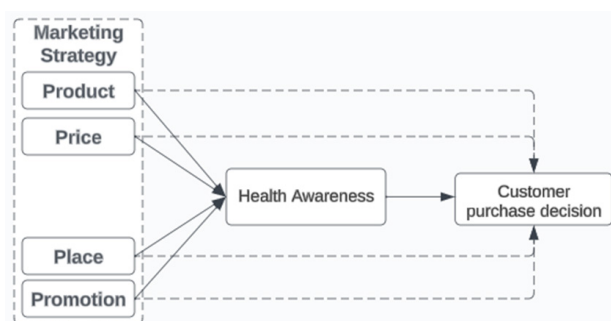 Marketing
Strategy
Product
Price
Health Awareness
Customer
purchase decision
Place
Promotion